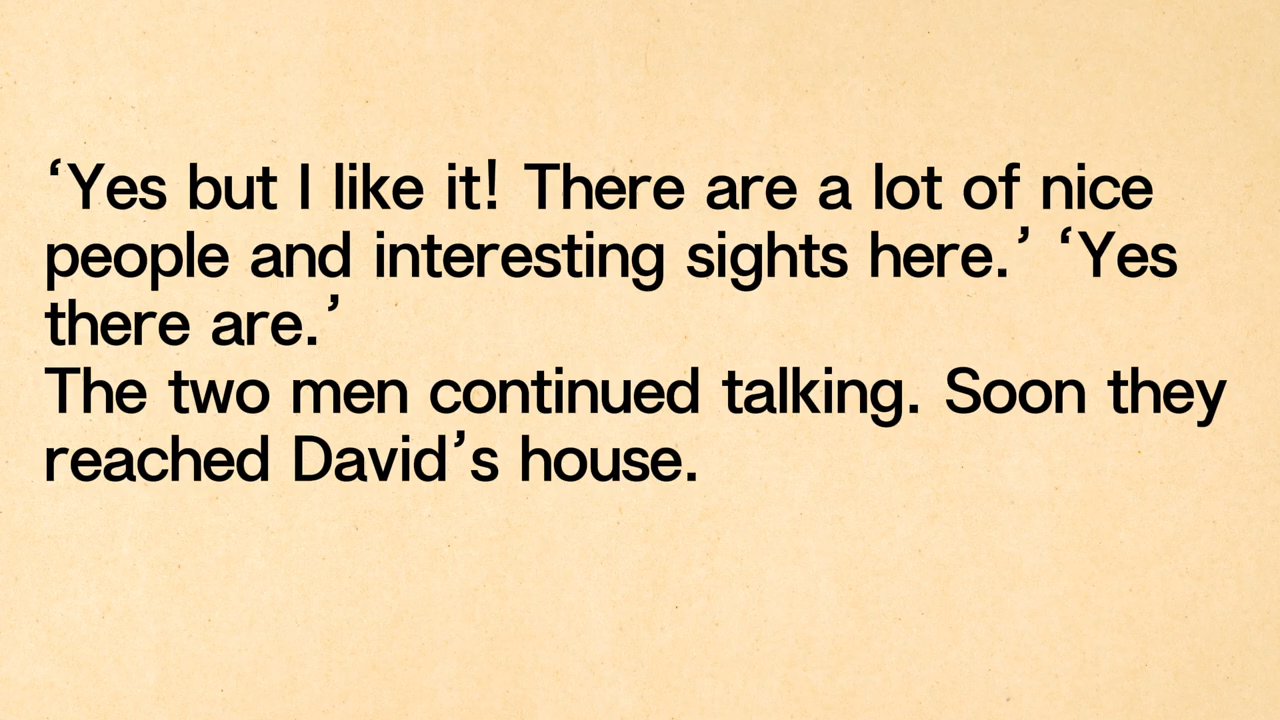 ‘Yes but I like it! There are a lot of nice
people and interesting sights here.’ ‘Yes
there are.’
The two men continued talking. Soon they
reached David’s house.